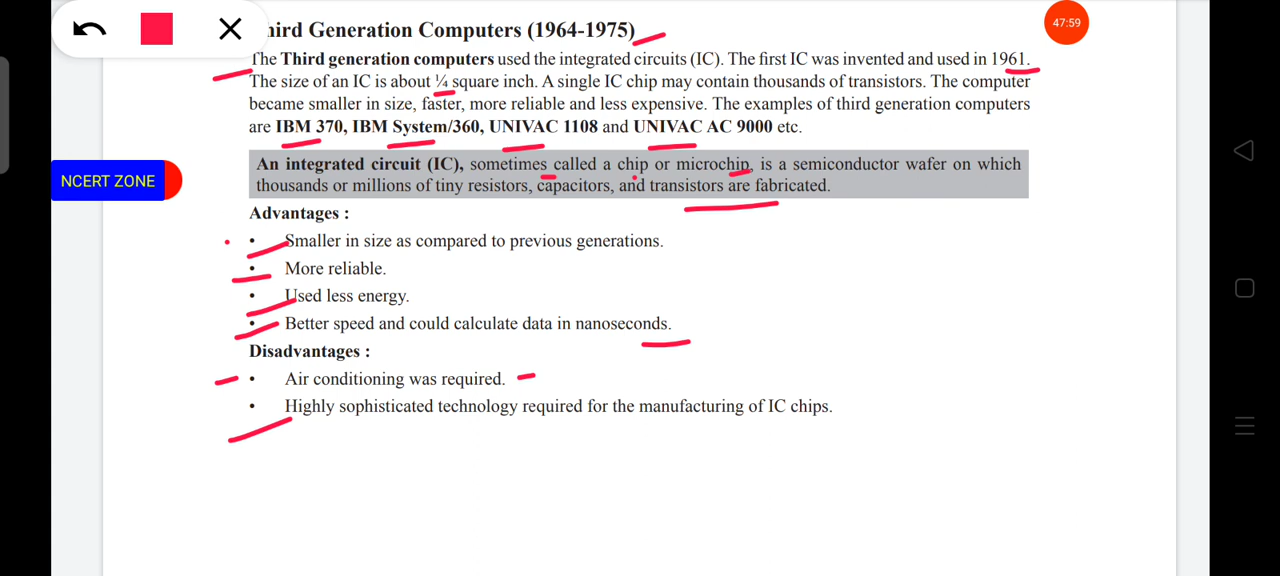 hird Generation Computers (1964-1975)
47:59
The Third generation computers used the integrated circuits (IC). The first IC was invented and used in 1961.
The size of an IC is about ¼ square inch. A single IC chip may contain thousands of transistors. The computer
became smaller in size, faster, more reliable and less expensive. The examples of third generation computers
are IBM 370, IBM System/360, UNIVAC 1108 and UNIVAC AC 9000 etc.
An integrated circuit (IC), sometimes called a chip or microchip, is a semiconductor wafer on which
NCERT ZONE
thousands or millions of tiny resistors, capacitors, and transistors are fabricated.
Advantages :
• Smaller in size as compared to previous generations.
• More reliable.
• Used less energy.
• Better speed and could calculate data in nanoseconds.
Disadvantages :
• Air conditioning was required.
• Highly sophisticated technology required for the manufacturing of IC chips.